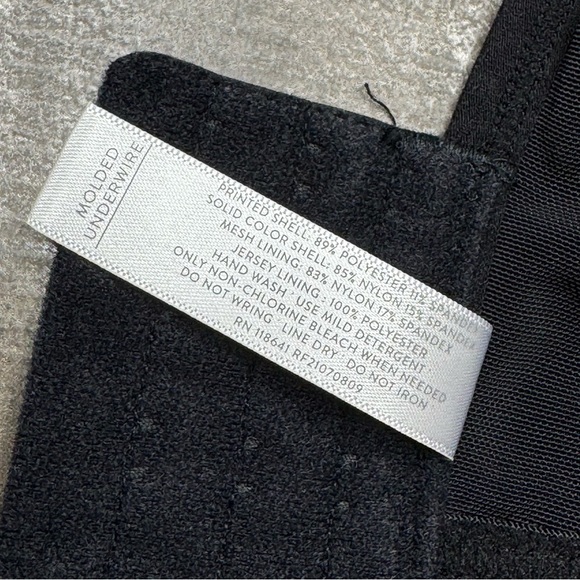 MOLDED
UNDERWIRE
PRINTED SHELL: 89% POLYESTER 11% SPANDEX
SOLID COLOR SHELL: 85% NYLON 15% SPANDEX
MESH LINING: 83% NYLON 17% SPANDEX
JERSEY LINING: 100% POLYESTER
HAND WASH USE MILD DETERGENT
ONLY NON-CHLORINE BLEACH WHEN NEEDED
DO NOT WRING. LINE DRY. DO NOT IRON
RN 118641 RF21070809